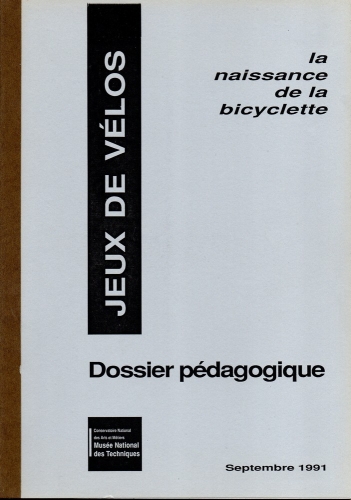 la
naissance
de la
bicyclette
JEUX DE VÉLOS
Dossier pédagogique
Conservatoire National
des Arts et Métiers
Musée National
des Techniques
Septembre 1991